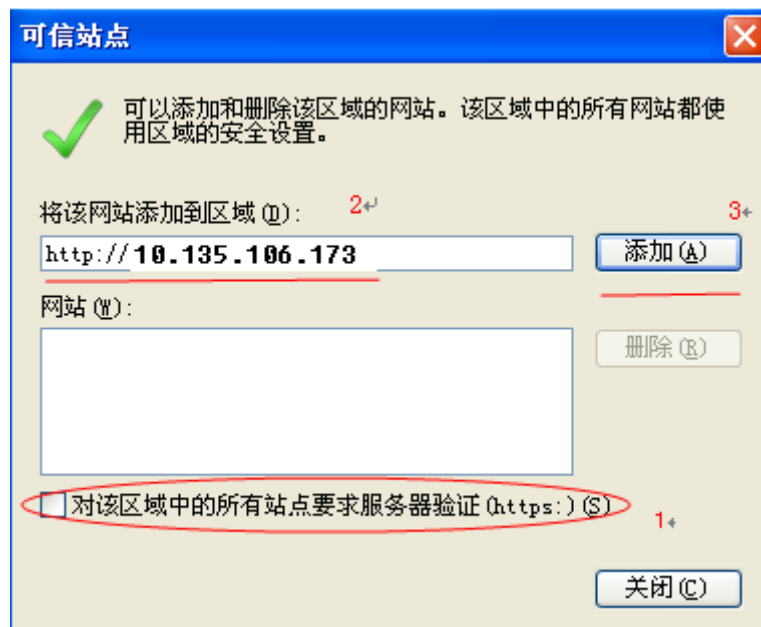 可信站点
可以添加和删除该区域的网站。该区域中的所有网站都使
用区域的安全设置。
将该网站添加到区域(D): 2
3
http://10.135.106.173 添加(A)
网站(W):
删除(R)
对该区域中的所有站点要求服务器验证(https:)(S)
1
关闭(C)